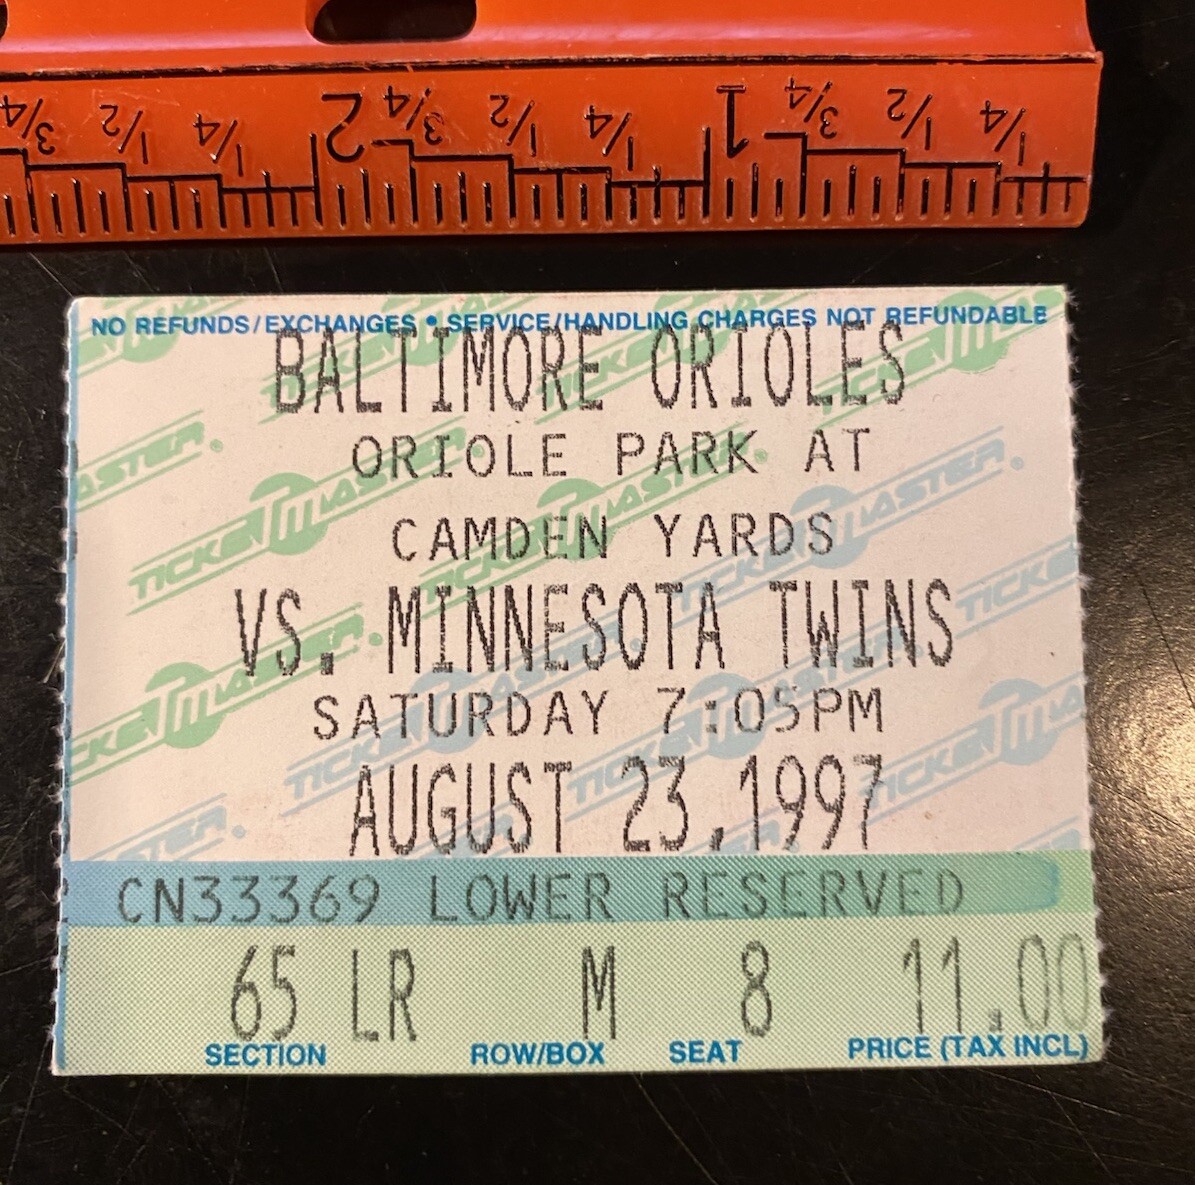 3/4 1/2 1/4 2 3/4 1/2 1/4 1 3/4 1/2 1/4
NO REFUNDS/EXCHANGES • SERVICE/HANDLING CHARGES NOT REFUNDABLE
BALTIMORE ORIOLES
ORIOLE PARK AT
CAMDEN YARDS
VS. MINNESOTA TWINS
SATURDAY 7:05PM
AUGUST 23,1997
CN33369 LOWER RESERVED
65 LR M 8 11.00
SECTION ROW/BOX SEAT PRICE (TAX INCL)
TICKETMASTER